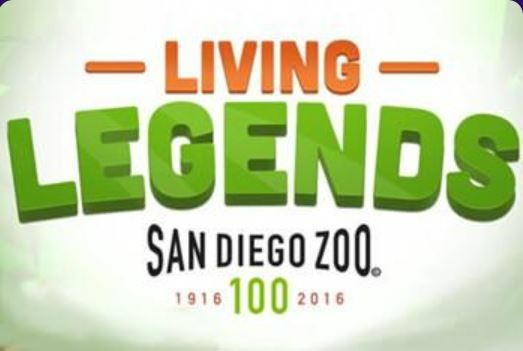 LIVING
LEGENDS
SAN DIEGO ZOO®
1916 100 2016